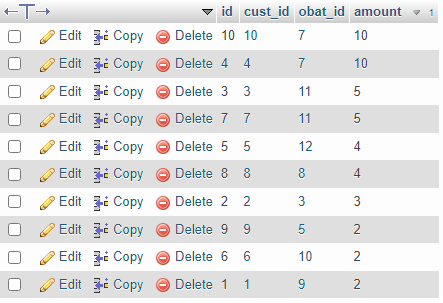 id cust_id obat_id amount 1
Edit Copy Delete 10 10 7 10
Edit Copy Delete 4 4 7 10
Edit Copy Delete 3 3 11 5
Edit Copy Delete 7 7 11 5
Edit Copy Delete 5 5 12 4
Edit Copy Delete 8 8 8 4
Edit Copy Delete 2 2 3 3
Edit Copy Delete 9 9 5 2
Edit Copy Delete 6 6 10 2
Edit Copy Delete 1 1 9 2